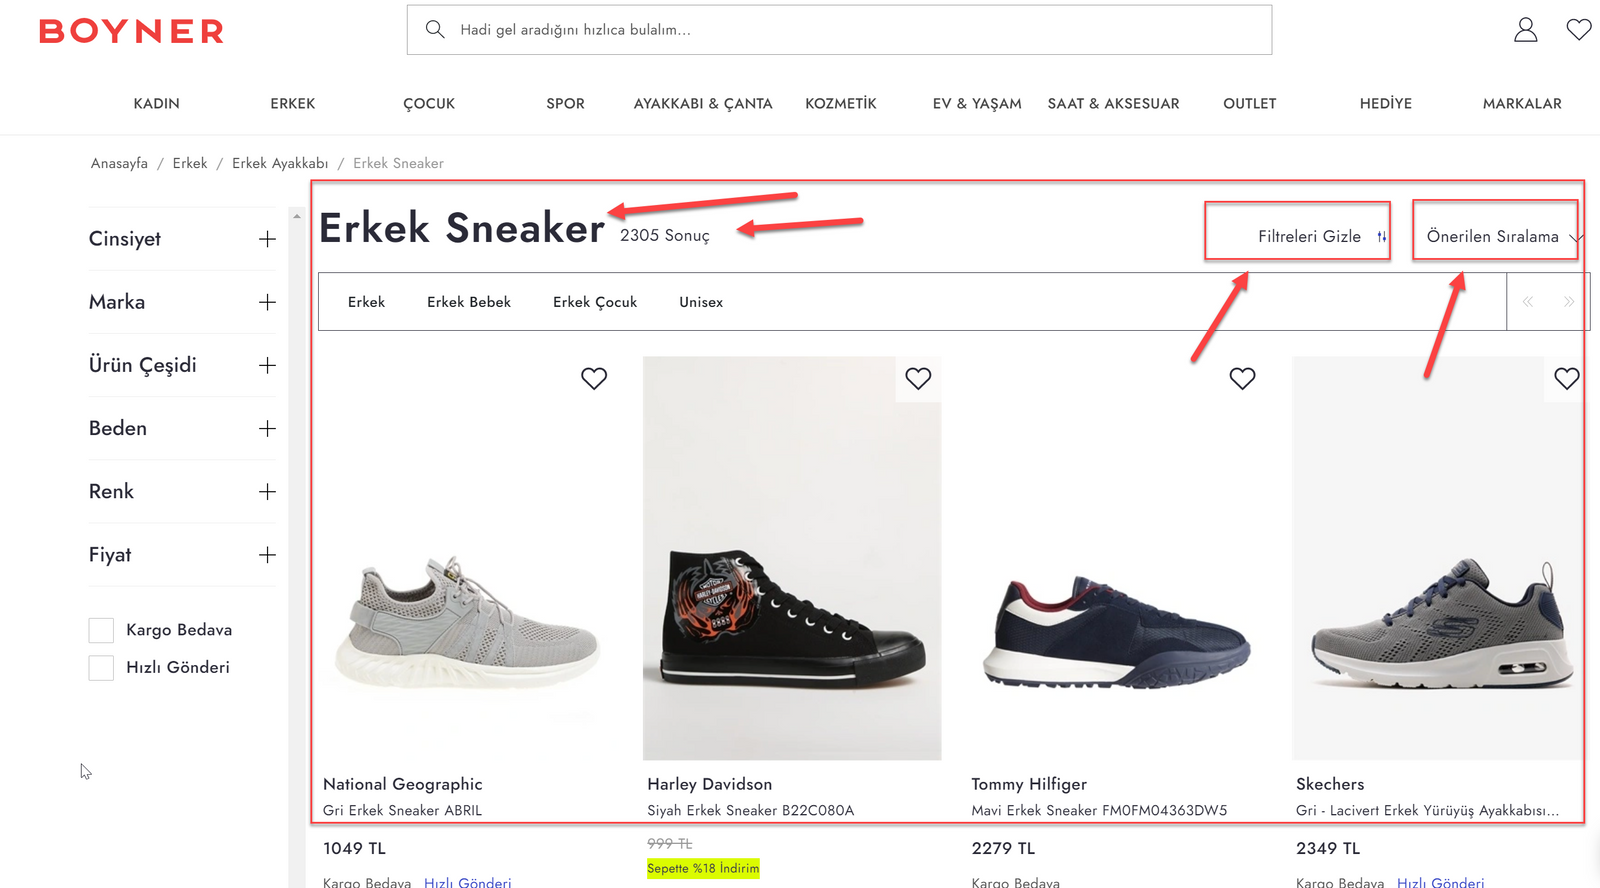 BOYNER
Hadi gel aradığını hızlıca bulalım...
KADIN ERKEK ÇOCUK SPOR AYAKKABI & ÇANTA KOZMETİK EV & YAŞAM SAAT & AKSESUAR OUTLET HEDİYE MARKALAR
Anasayfa / Erkek / Erkek Ayakkabı / Erkek Sneaker
Cinsiyet
Marka
Ürün Çeşidi
Beden
Renk
Fiyat
Kargo Bedava
Hızlı Gönderi
Erkek Sneaker 2305 Sonuç
Filtreleri Gizle
Önerilen Sıralama
Erkek Erkek Bebek Erkek Çocuk Unisex
MOTOR
HARLEY-DAVIDSON
CYCLES
National Geographic
Gri Erkek Sneaker ABRIL
1049 TL
Kargo Bedava Hızlı Gönderi
Harley Davidson
Siyah Erkek Sneaker B22C080A
999 TL
Sepette %18 İndirim
Tommy Hilfiger
Mavi Erkek Sneaker FM0FM04363DW5
2279 TL
Kargo Bedava
Skechers
Gri - Lacivert Erkek Yürüyüş Ayakkabısı...
2349 TL
Kargo Bedava Hızlı Gönderi